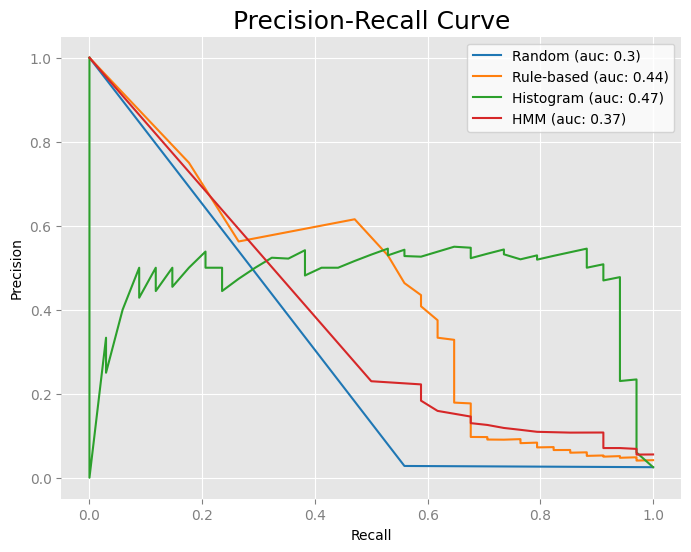 Precision-Recall Curve
Random (auc: 0.3)
Rule-based (auc: 0.44)
Histogram (auc: 0.47)
HMM (auc: 0.37)
Precision
1.0
0.8
0.6
0.4
0.2
0.0
0.0 0.2 0.4 0.6 0.8 1.0
Recall